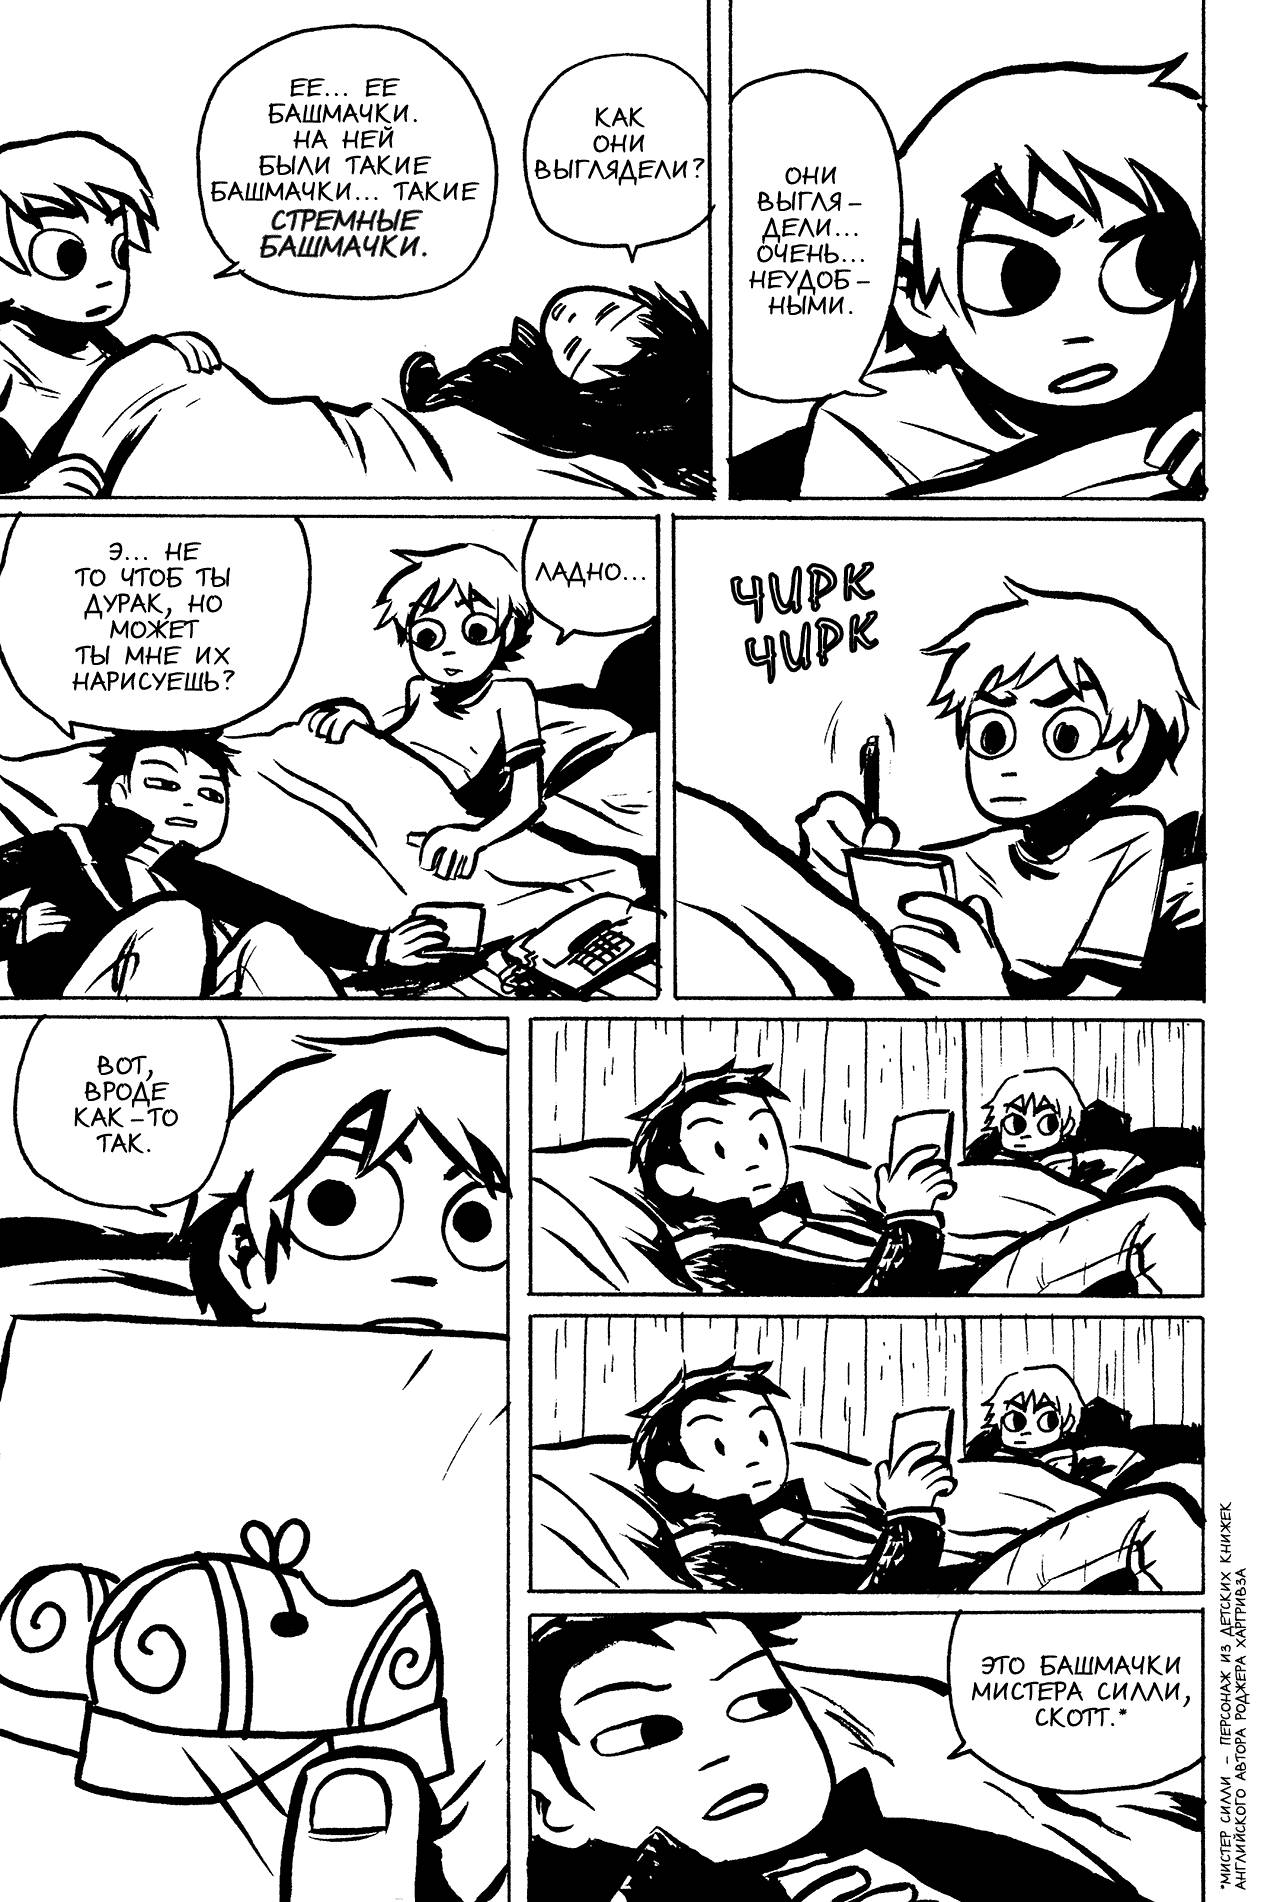 ЕЕ... ЕЕ
БАШМАЧКИ.
НА НЕЙ
БЫЛИ ТАКИЕ
БАШМАЧКИ... ТАКИЕ
СТРЕМНЫЕ
БАШМАЧКИ.
КАК
ОНИ
ВЫГЛЯДЕЛИ?
ОНИ
ВЫГЛЯ-
ДЕЛИ...
ОЧЕНЬ...
НЕУДОБ-
НЫМИ.
Э... НЕ
ТО ЧТОБ ТЫ
ДУРАК, НО
МОЖЕТ
ТЫ МНЕ ИХ
НАРИСУЕШЬ?
ЛАДНО...
ЧИРК
ЧИРК
ВОТ,
ВРОДЕ
КАК-ТО
ТАК.
ЭТО БАШМАЧКИ
МИСТЕРА СИЛЛИ,
СКОТТ.*
*МИСТЕР СИЛЛИ - ПЕРСОНАЖ ИЗ ДЕТСКИХ КНИЖЕК
АНГЛИЙСКОГО АВТОРА РОДЖЕРА ХАРГРИВЗА